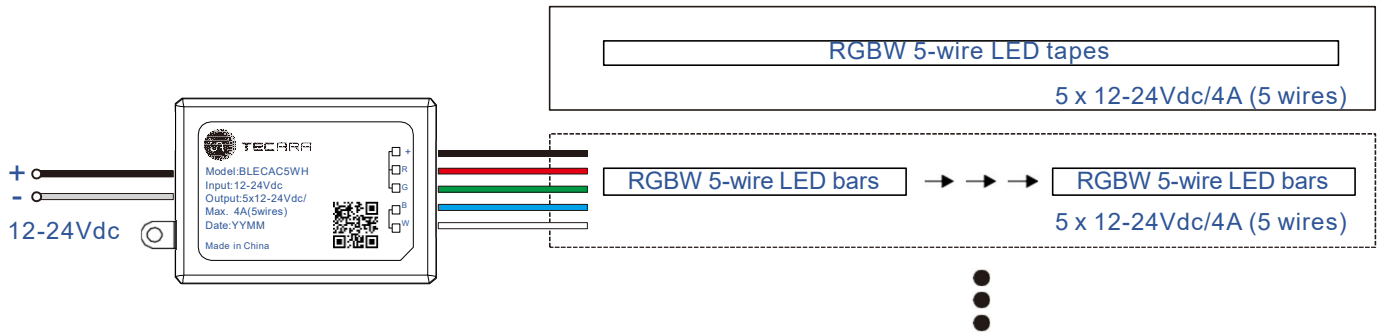 RGBW 5-wire LED tapes
5 x 12-24Vdc/4A (5 wires)
TECARA
+
Model:BLECAC5WH
R
Input:12-24Vdc
G
Output:5x12-24Vdc/
B
Max. 4A(5wires)
W
Date:YYMM
Made in China
+
-
12-24Vdc
RGBW 5-wire LED bars
RGBW 5-wire LED bars
5 x 12-24Vdc/4A (5 wires)